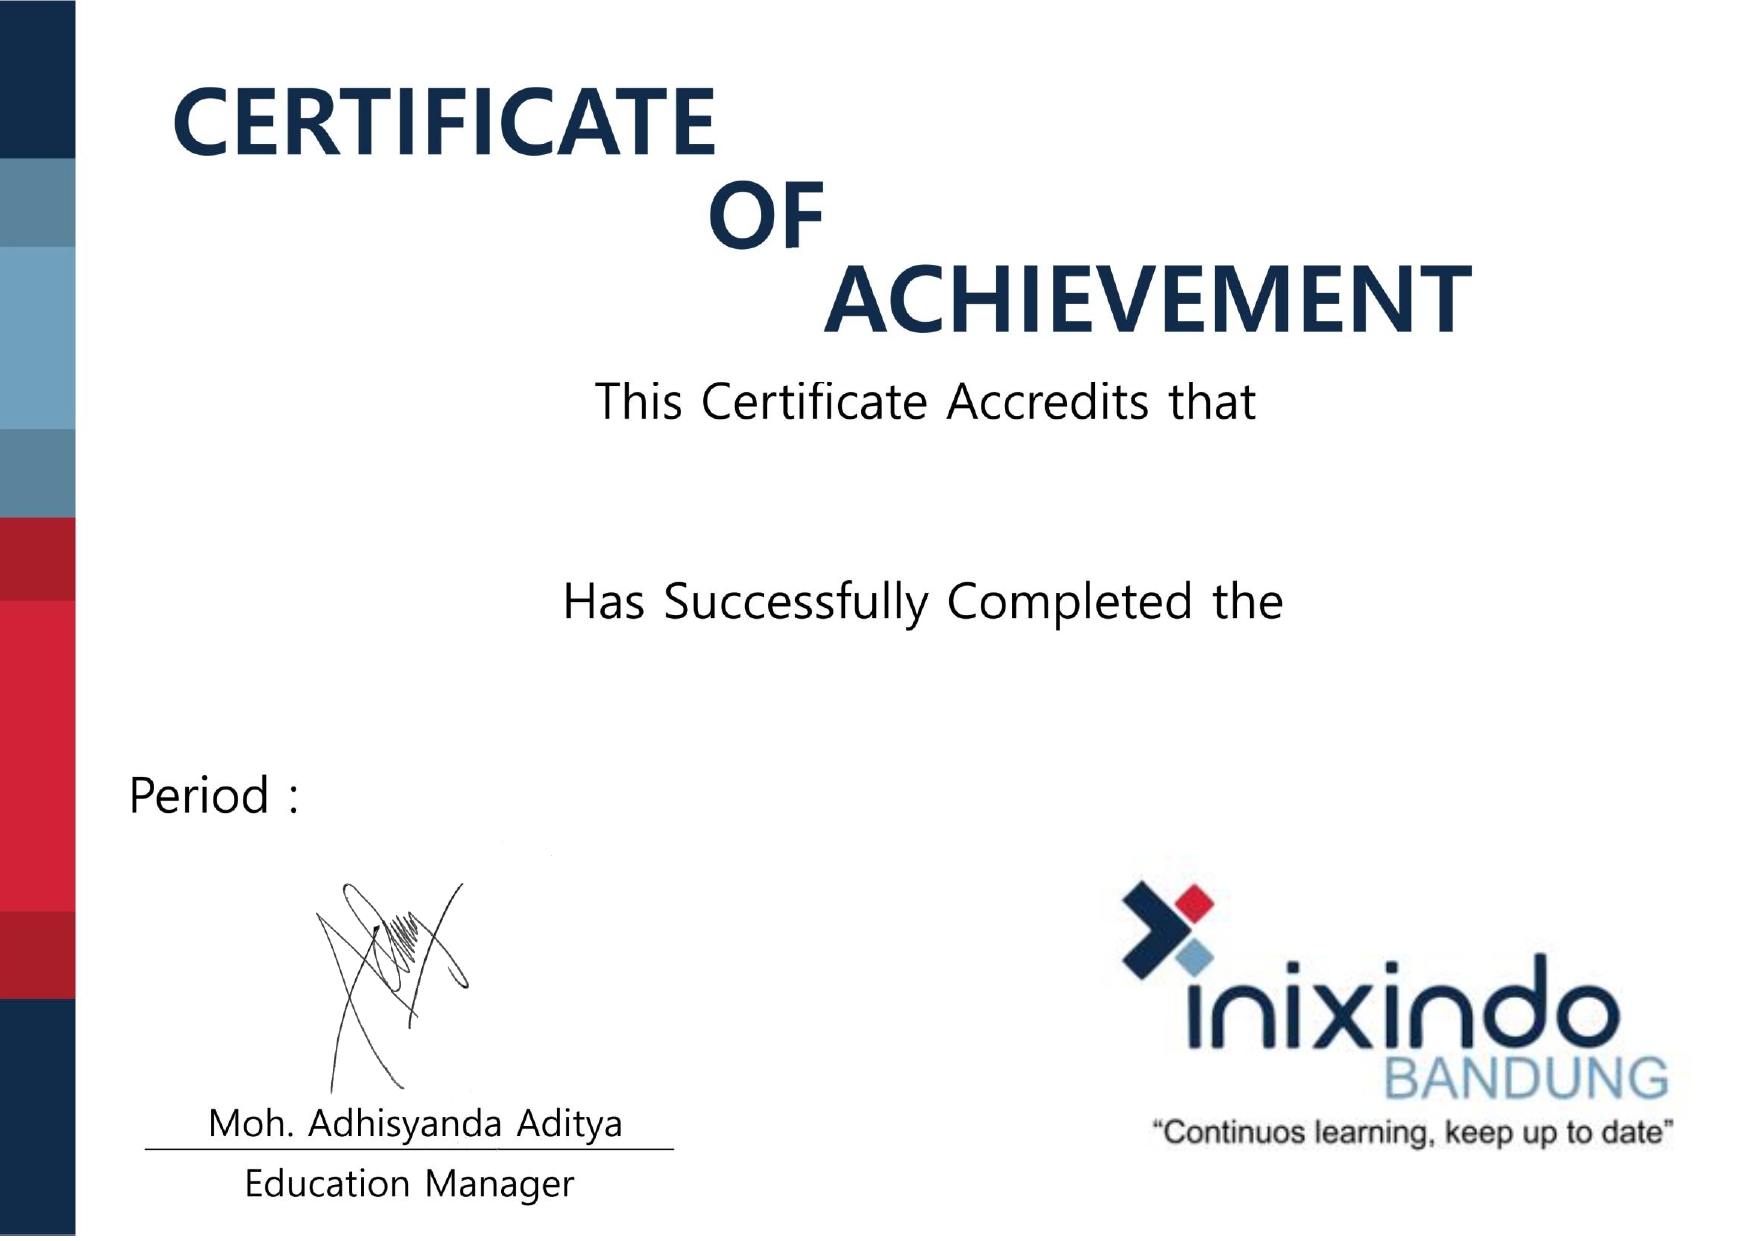 CERTIFICATE
OF
ACHIEVEMENT
This Certificate Accredits that
Has Successfully Completed the
Period :
Moh. Adhisyanda Aditya
Education Manager
inixindo
BANDUNG
“Continuos learning, keep up to date”